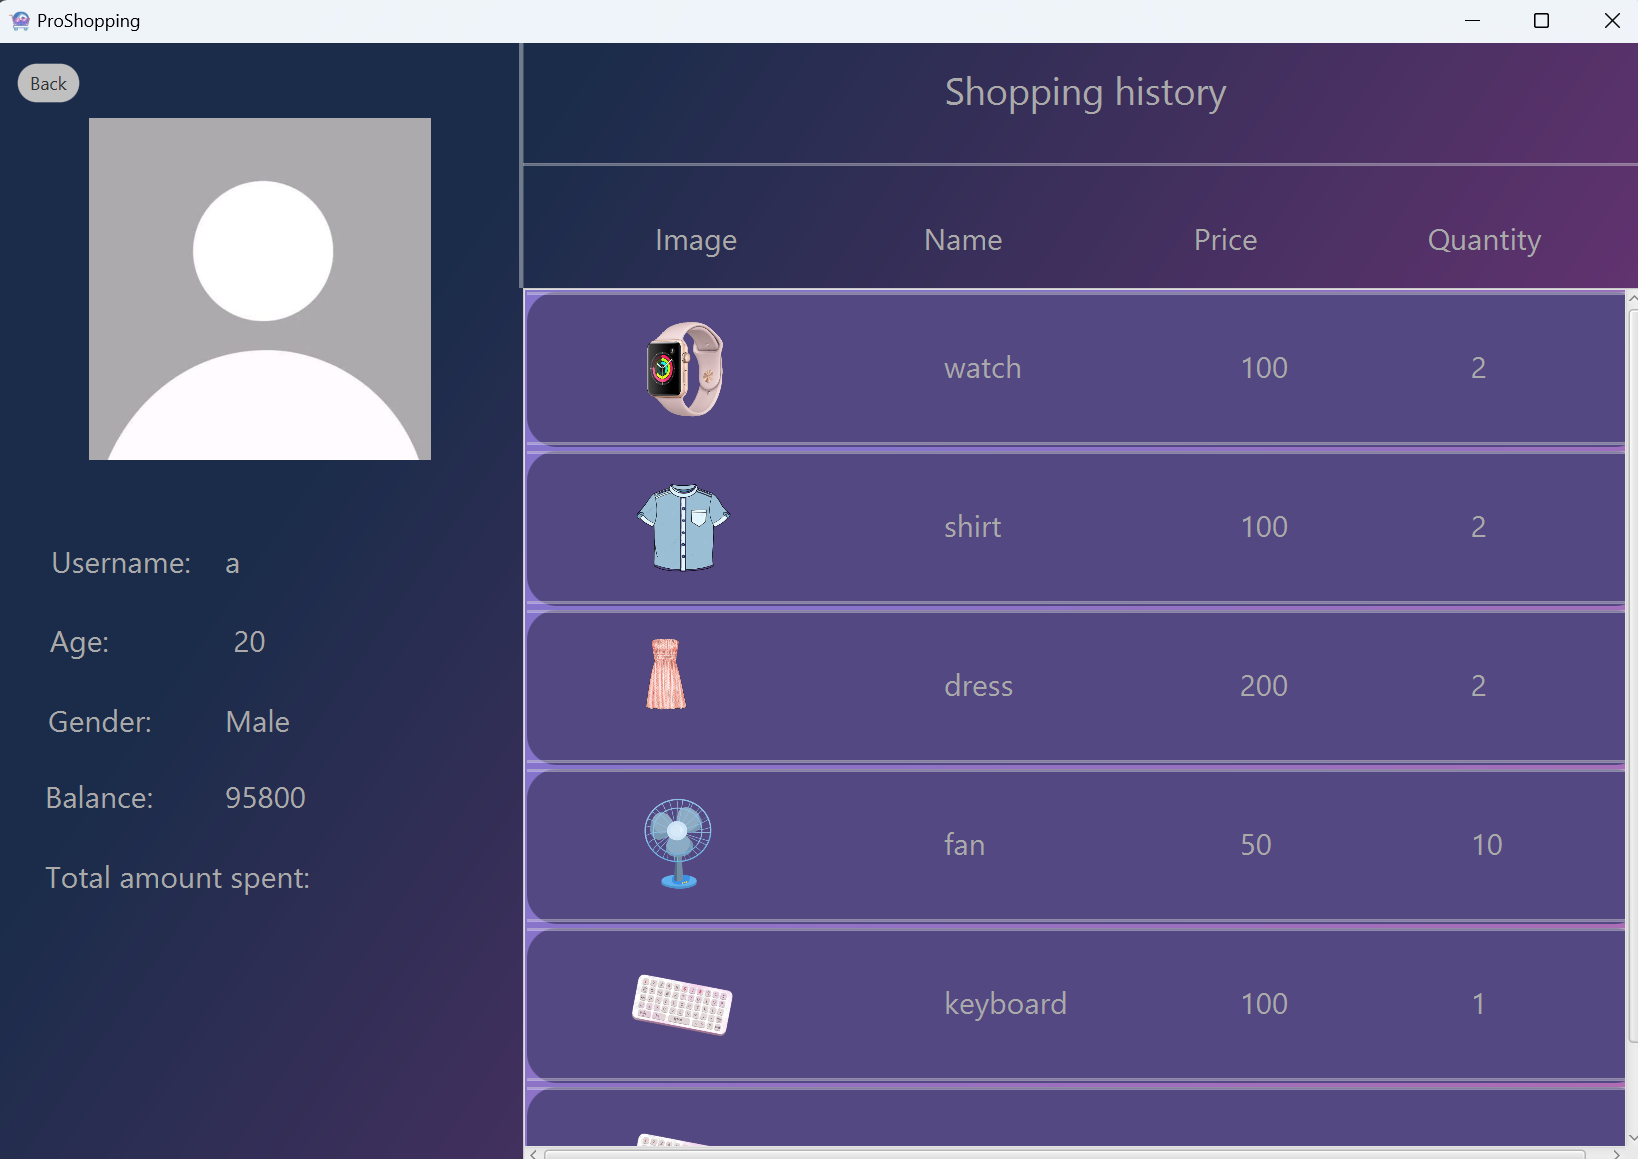 ProShopping
Back
Username: a
Age: 20
Gender: Male
Balance: 95800
Total amount spent:
Shopping history
Image Name Price Quantity
watch 100 2
shirt 100 2
dress 200 2
fan 50 10
keyboard 100 1